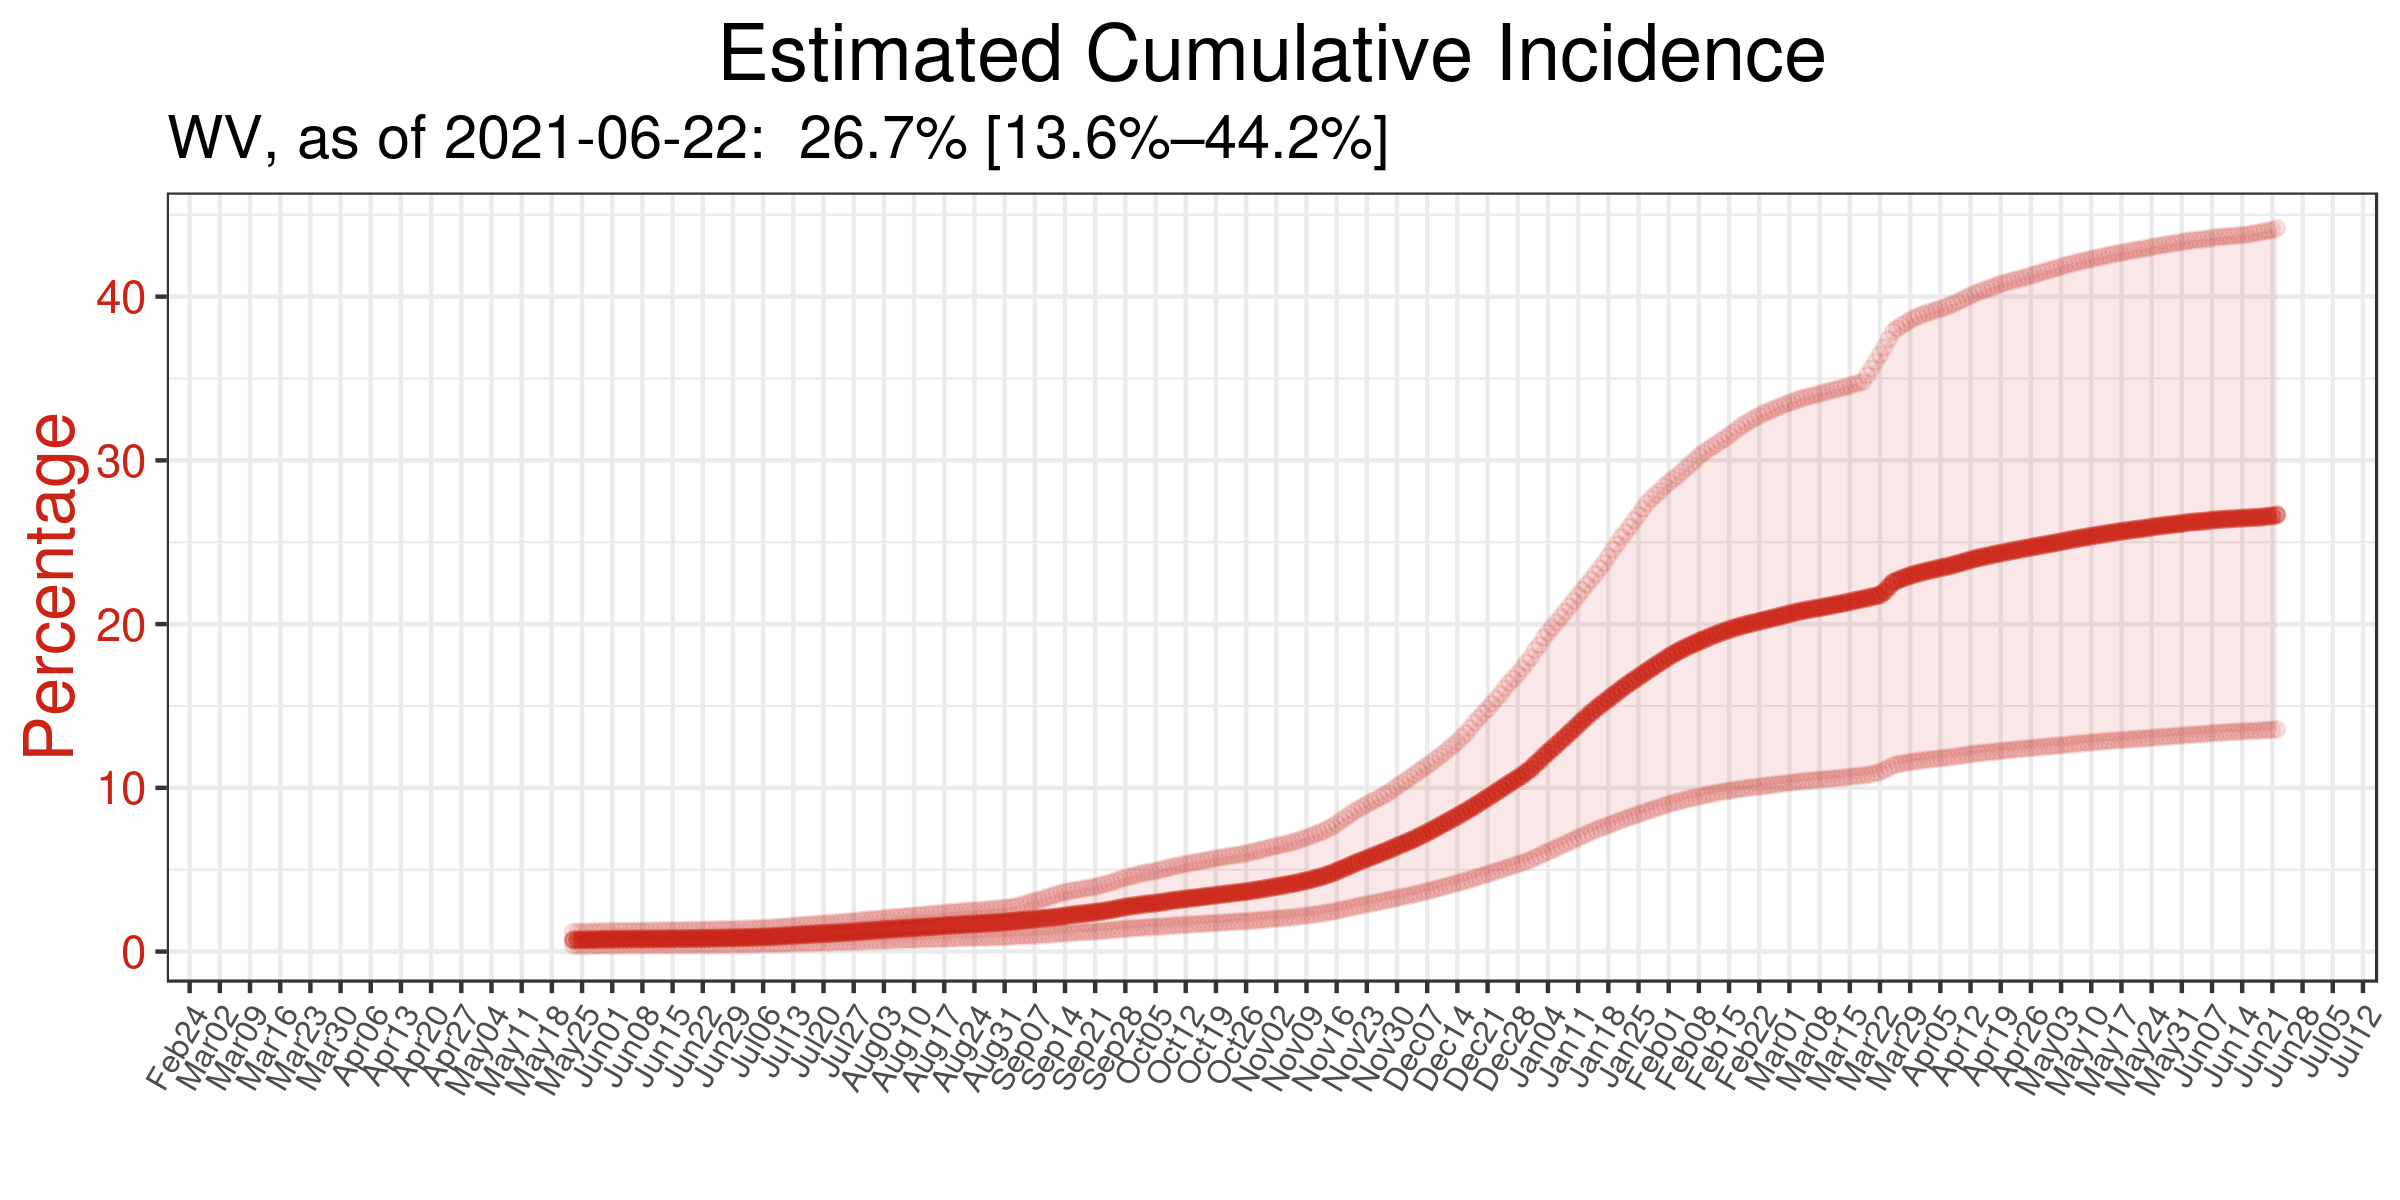 Estimated Cumulative Incidence
WV, as of 2021-06-22:  26.7% [13.6%–44.2%]
Percentage
40
30
20
10
0
Feb24
Mar02
Mar09
Mar16
Mar23
Mar30
Apr06
Apr13
Apr20
Apr27
May04
May11
May18
May25
Jun01
Jun08
Jun15
Jun22
Jun29
Jul06
Jul13
Jul20
Jul27
Aug03
Aug10
Aug17
Aug24
Aug31
Sep07
Sep14
Sep21
Sep28
Oct05
Oct12
Oct19
Oct26
Nov02
Nov09
Nov16
Nov23
Nov30
Dec07
Dec14
Dec21
Dec28
Jan04
Jan11
Jan18
Jan25
Feb01
Feb08
Feb15
Feb22
Mar01
Mar08
Mar15
Mar22
Mar29
Apr05
Apr12
Apr19
Apr26
May03
May10
May17
May24
May31
Jun07
Jun14
Jun21
Jun28
Jul05
Jul12